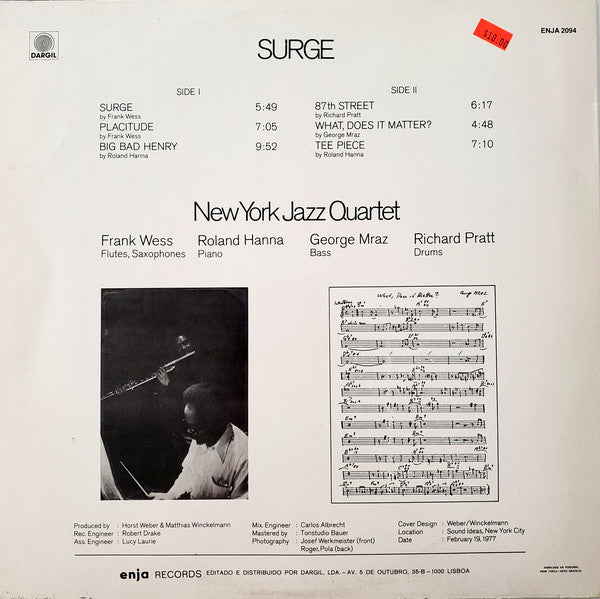 DARGIL
SURGE
$10.00
ENJA 2094
SIDE I
SURGE 5:49
by Frank Wess
PLACITUDE 7:05
by Frank Wess
BIG BAD HENRY 9:52
by Roland Hanna
SIDE II
87th STREET 6:17
by Richard Pratt
WHAT, DOES IT MATTER? 4:48
by George Mraz
TEE PIECE 7:10
by Roland Hanna
New York Jazz Quartet
Frank Wess
Flutes, Saxophones
Roland Hanna
Piano
George Mraz
Bass
Richard Pratt
Drums
What, Does it Matter?
Produced by : Horst Weber & Matthias Winckelmann
Rec. Engineer : Robert Drake
Ass. Engineer : Lucy Laurie
Mix. Engineer : Carlos Albrecht
Mastered by : Tonstudio Bauer
Photography : Josef Werkmeister (front)
Roger Pola (back)
Cover Design : Weber/Winckelmann
Location : Sound Ideas, New York City
Date : February 19, 1977
enja RECORDS EDITADO E DISTRIBUIDO POR DARGIL, LDA. – AV. 5 DE OUTUBRO, 35-B – 1000 LISBOA
FABRICADO EM PORTUGAL